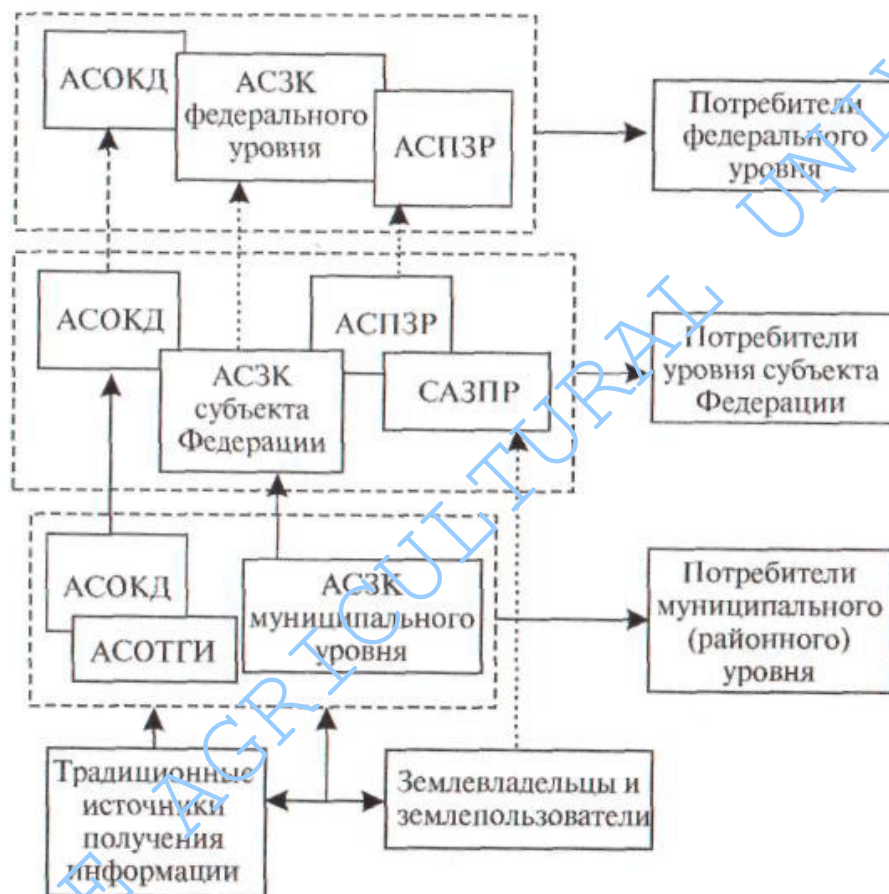 АСОКД
АСЗК
федерального
уровня
АСПЗР
Потребители
федерального
уровня
АСОКД
АСПЗР
АСЗК
субъекта
Федерации
САЗПР
Потребители
уровня субъекта
Федерации
АСОКД
АСОТГИ
АСЗК
муниципального
уровня
Потребители
муниципального
(районного)
уровня
Традиционные
источники
получения
информации
Землевладельцы и
землепользователи
AGRICULTURAL